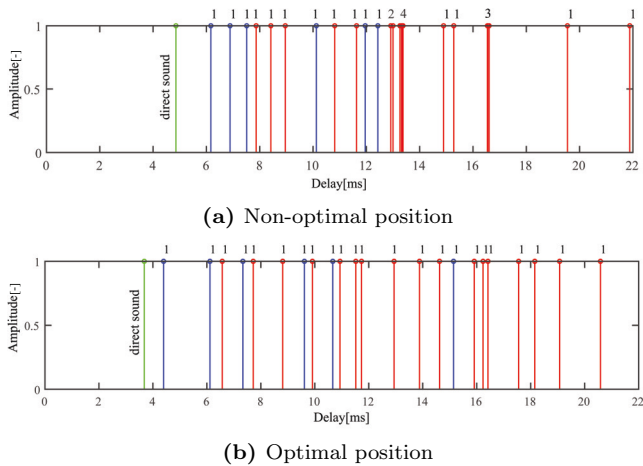 1 1 1 1 1 1 1 1 1 1 1 2 4 1 1 3 1 1
1
0.5
0
Amplitude[-]
direct sound
0 2 4 6 8 10 12 14 16 18 20 22
Delay[ms]
(a) Non-optimal position
1 1 1 1 1 1 1 1 1 1 1 1 1 1 1 1 1 1 1 1 1 1 1
1
0.5
0
Amplitude[-]
direct sound
0 2 4 6 8 10 12 14 16 18 20 22
Delay[ms]
(b) Optimal position